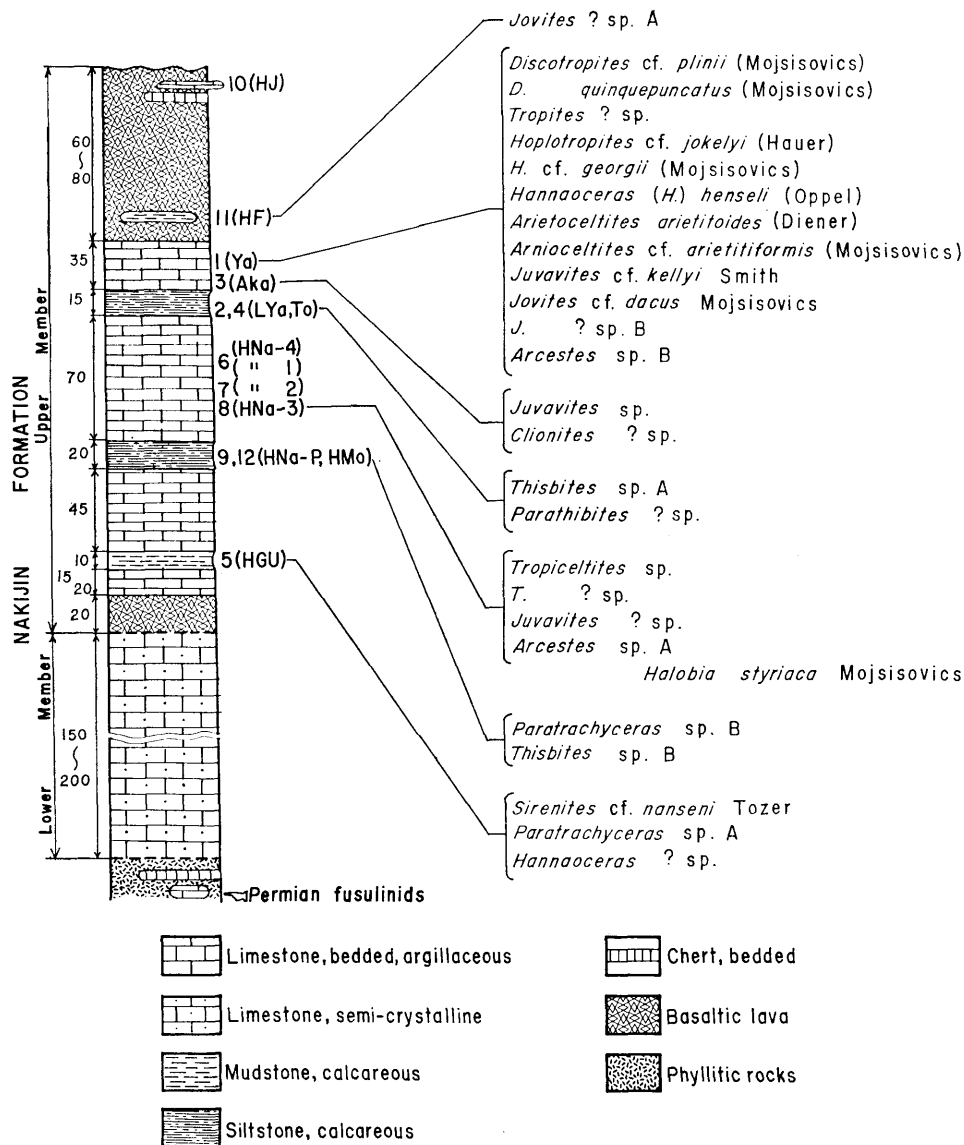 Jovites ? sp. A
Discotropites cf. plinii (Mojsisovics)
D. quinquepuncatus (Mojsisovics)
Tropites ? sp.
Hoplotropites cf. jokelyi (Hauer)
H. cf. georgii (Mojsisovics)
Hannaoceras (H.) henseli (Oppel)
Arietoceltites arietitoides (Diener)
Arnioceltites cf. arietitiformis (Mojsisovics)
Juvavites cf. kellyi Smith
Jovites cf. dacus Mojsisovics
J. ? sp. B
Arcestes sp. B
Juvavites sp.
Clionites ? sp.
Thisbites sp. A
Parathibites ? sp.
Tropiceltites sp.
T. ? sp.
Juvavites ? sp.
Arcestes sp. A
Halobia styriaca Mojsisovics
Paratrachyceras sp. B
Thisbites sp. B
Sirenites cf. nanseni Tozer
Paratrachyceras sp. A
Hannaoceras ? sp.
10 (HJ)
11 (HF)
1 (Ya)
3 (Aka)
2,4 (LYa, To)
(HNa-4)
6 ( " 1)
7 ( " 2)
8 (HNa-3)
9,12 (HNa-P, HMo)
5 (HGU)
NAKIJIN FORMATION
Upper Member
Lower Member
60
~
80
35
15
70
20
45
10
15
20
20
150
~
200
Permian fusulinids
Limestone, bedded, argillaceous
Limestone, semi-crystalline
Mudstone, calcareous
Siltstone, calcareous
Chert, bedded
Basaltic lava
Phyllitic rocks